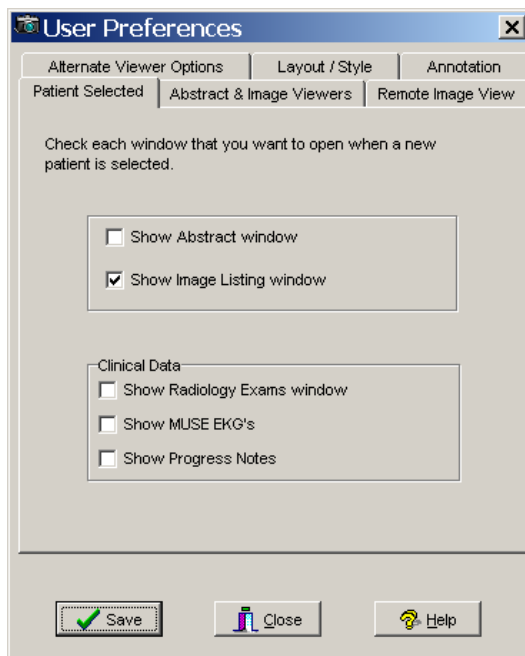 User Preferences
Alternate Viewer Options Layout / Style Annotation
Patient Selected Abstract & Image Viewers Remote Image View
Check each window that you want to open when a new
patient is selected.
Show Abstract window
Show Image Listing window
Clinical Data
Show Radiology Exams window
Show MUSE EKG's
Show Progress Notes
Save Close Help